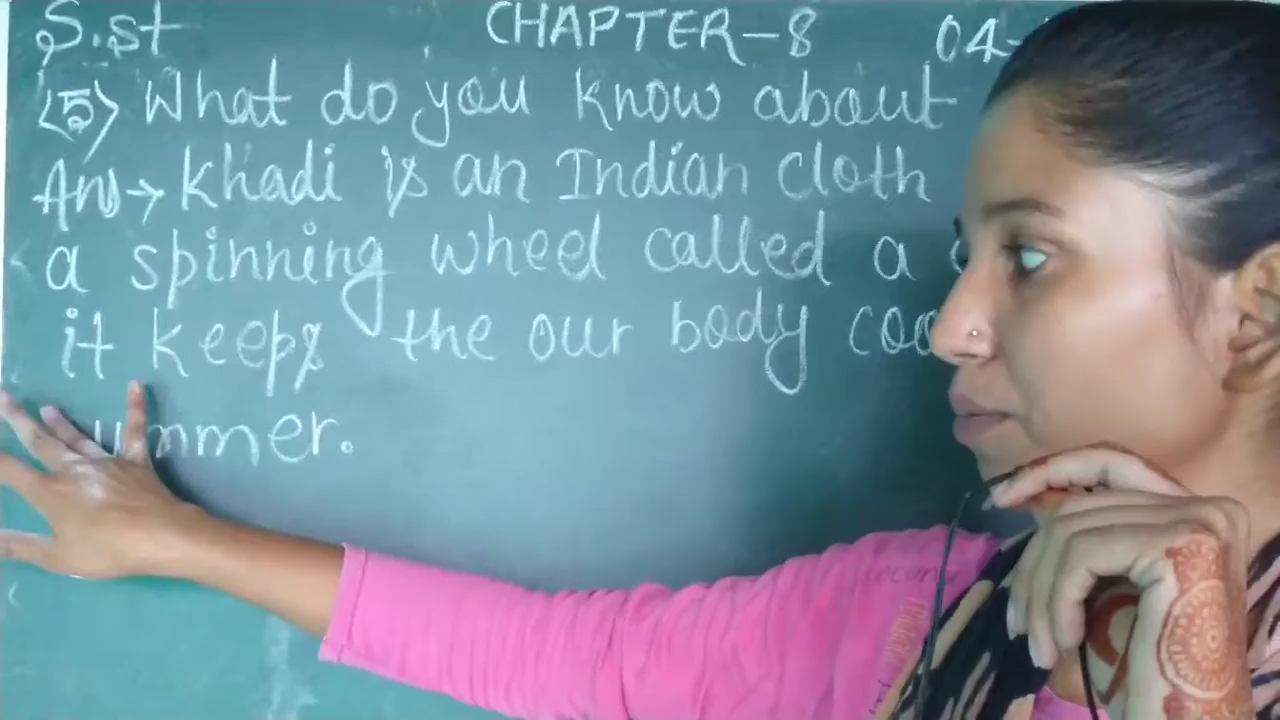 S.st CHAPTER-8 04-
<5> What do you know about
Ans→ Khadi is an Indian cloth
a spinning wheel called a
it keeps the our body coo
ummer.